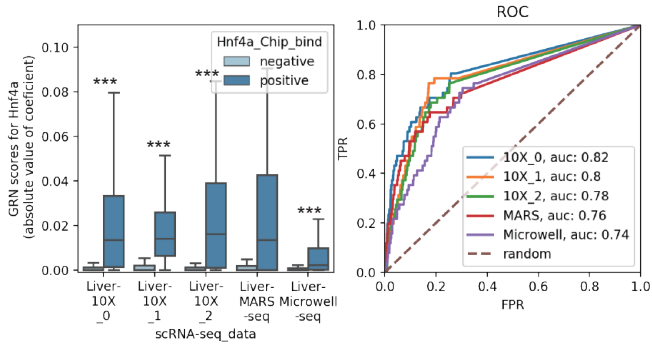 GRN scores for Hnf4a
(absolute value of coeficient)
0.10
0.08
0.06
0.04
0.02
0.00
Hnf4a_Chip_bind
negative
positive
***
***
***
***
Liver-
10X
_0
Liver-
10X
_1
Liver-
10X
_2
Liver-
MARS
-seq
Liver-
Microwell
-seq
scRNA-seq_data
ROC
TPR
1.0
0.8
0.6
0.4
0.2
0.0
10X_0, auc: 0.82
10X_1, auc: 0.8
10X_2, auc: 0.78
MARS, auc: 0.76
Microwell, auc: 0.74
random
0.0
0.2
0.4
0.6
0.8
1.0
FPR